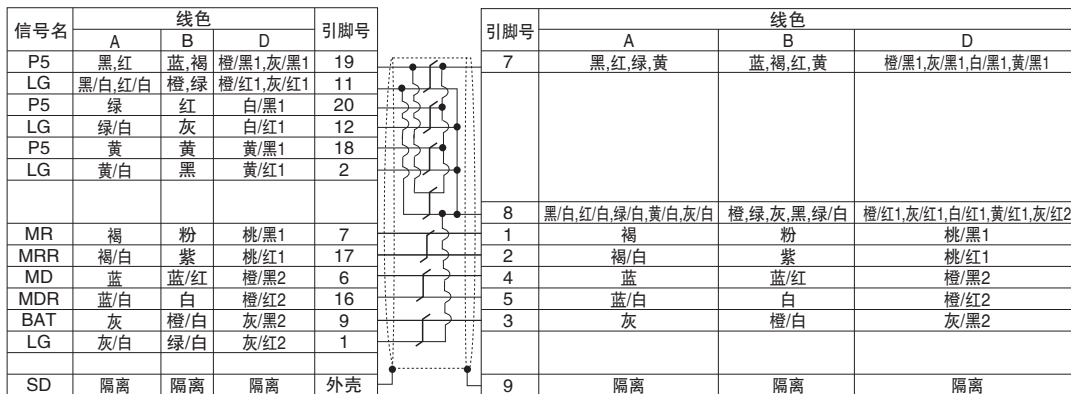 信号名 线色 引脚号 引脚号 线色
A B D A B D
P5 黑,红 蓝,褐 橙/黑1,灰/黑1 19 7 黑,红,绿,黄 蓝,褐,红,黄 橙/黑1,灰/黑1,白/黑1,黄/黑1
LG 黑/白,红/白 橙,绿 橙/红1,灰/红1 11
P5 绿 红 白/黑1 20
LG 绿/白 灰 白/红1 12
P5 黄 黄 黄/黑1 18
LG 黄/白 黑 黄/红1 2
8 黑/白,红/白,绿/白,黄/白,灰/白 橙,绿,灰,黑,绿/白 橙/红1,灰/红1,白/红1,黄/红1,灰/红2
MR 褐 粉 桃/黑1 7 1 褐 粉 桃/黑1
MRR 褐/白 紫 桃/红1 17 2 褐/白 紫 桃/红1
MD 蓝 蓝/红 橙/黑2 6 4 蓝 蓝/红 橙/黑2
MDR 蓝/白 白 橙/红2 16 5 蓝/白 白 橙/红2
BAT 灰 橙/白 灰/黑2 9 3 灰 橙/白 灰/黑2
LG 灰/白 绿/白 灰/红2 1
SD 隔离 隔离 隔离 外壳 9 隔离 隔离 隔离